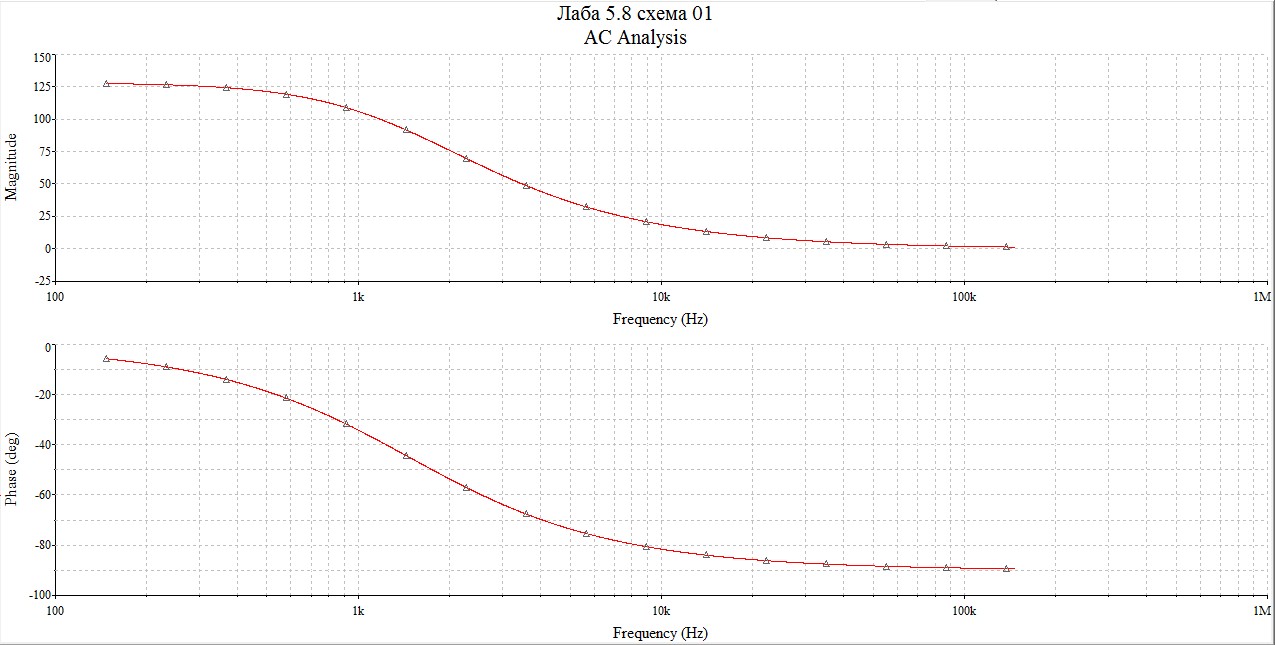 Лаба 5.8 схема 01
AC Analysis
Magnitude
150
125
100
75
50
25
0
-25
100 1k 10k 100k 1M
Frequency (Hz)
Phase (deg)
0
-20
-40
-60
-80
-100
100 1k 10k 100k 1M
Frequency (Hz)